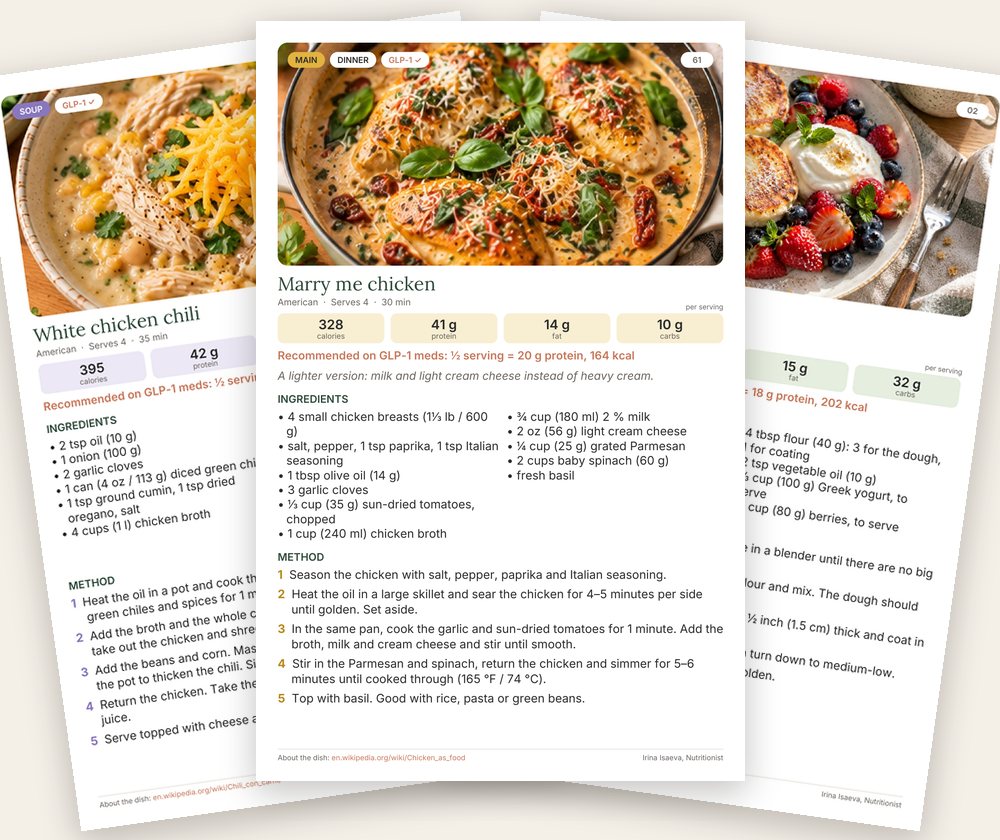 SOUP
GLP-1 ✓
White chicken chili
American · Serves 4 · 35 min
395
calories
42 g
protein
Recommended on GLP-1 meds: ½
INGREDIENTS
• 2 tsp oil (10 g)
• 1 onion (100 g)
• 2 garlic cloves
• 1 can (4 oz / 113 g) diced green
• 1 tsp ground cumin, 1 tsp dried
oregano, salt
• 4 cups (1 l) chicken broth
METHOD
1 Heat the oil in a pot and cook
green chiles and spices for 1
2 Add the broth and the whole
take out the chicken and
3 Add the beans and corn.
the pot to thicken the chili.
4 Return the chicken. Take the
juice.
5 Serve topped with cheese
About the dish: en.wikipedia.org/wiki/Chili_con_carne
MAIN
DINNER
GLP-1 ✓
61
Marry me chicken
American · Serves 4 · 30 min
per serving
328
calories
41 g
protein
14 g
fat
10 g
carbs
Recommended on GLP-1 meds: ½ serving = 20 g protein, 164 kcal
A lighter version: milk and light cream cheese instead of heavy cream.
INGREDIENTS
• 4 small chicken breasts (1⅓ lb / 600
g)
• salt, pepper, 1 tsp paprika, 1 tsp Italian
seasoning
• 1 tbsp olive oil (14 g)
• 3 garlic cloves
• ⅓ cup (35 g) sun-dried tomatoes,
chopped
• 1 cup (240 ml) chicken broth
• ¾ cup (180 ml) 2 % milk
• 2 oz (56 g) light cream cheese
• ¼ cup (25 g) grated Parmesan
• 2 cups baby spinach (60 g)
• fresh basil
METHOD
1 Season the chicken with salt, pepper, paprika and Italian seasoning.
2 Heat the oil in a large skillet and sear the chicken for 4–5 minutes per side
until golden. Set aside.
3 In the same pan, cook the garlic and sun-dried tomatoes for 1 minute. Add the
broth, milk and cream cheese and stir until smooth.
4 Stir in the Parmesan and spinach, return the chicken and simmer for 5–6
minutes until cooked through (165 °F / 74 °C).
5 Top with basil. Good with rice, pasta or green beans.
About the dish: en.wikipedia.org/wiki/Chicken_as_food
Irina Isaeva, Nutritionist
02
per serving
15 g
fat
32 g
carbs
= 18 g protein, 202 kcal
4 tbsp flour (40 g): 3 for the dough,
for coating
tsp vegetable oil (10 g)
cup (100 g) Greek yogurt, to
cup (80 g) berries, to serve
in a blender until there are no big
and mix. The dough should
½ inch (1.5 cm) thick and coat in
turn down to medium-low.
Irina Isaeva, Nutritionist